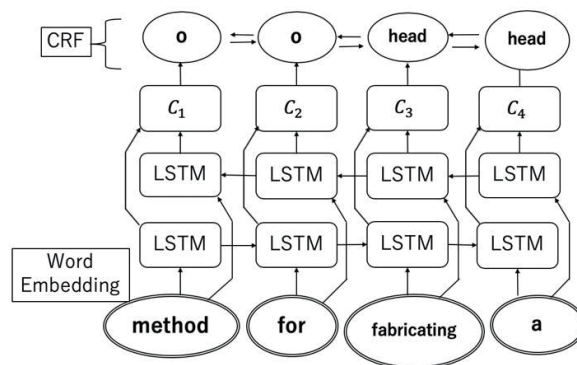 CRF
o o head head
C₁ C₂ C₃ C₄
LSTM LSTM LSTM LSTM
LSTM LSTM LSTM LSTM
Word
Embedding
method for fabricating a